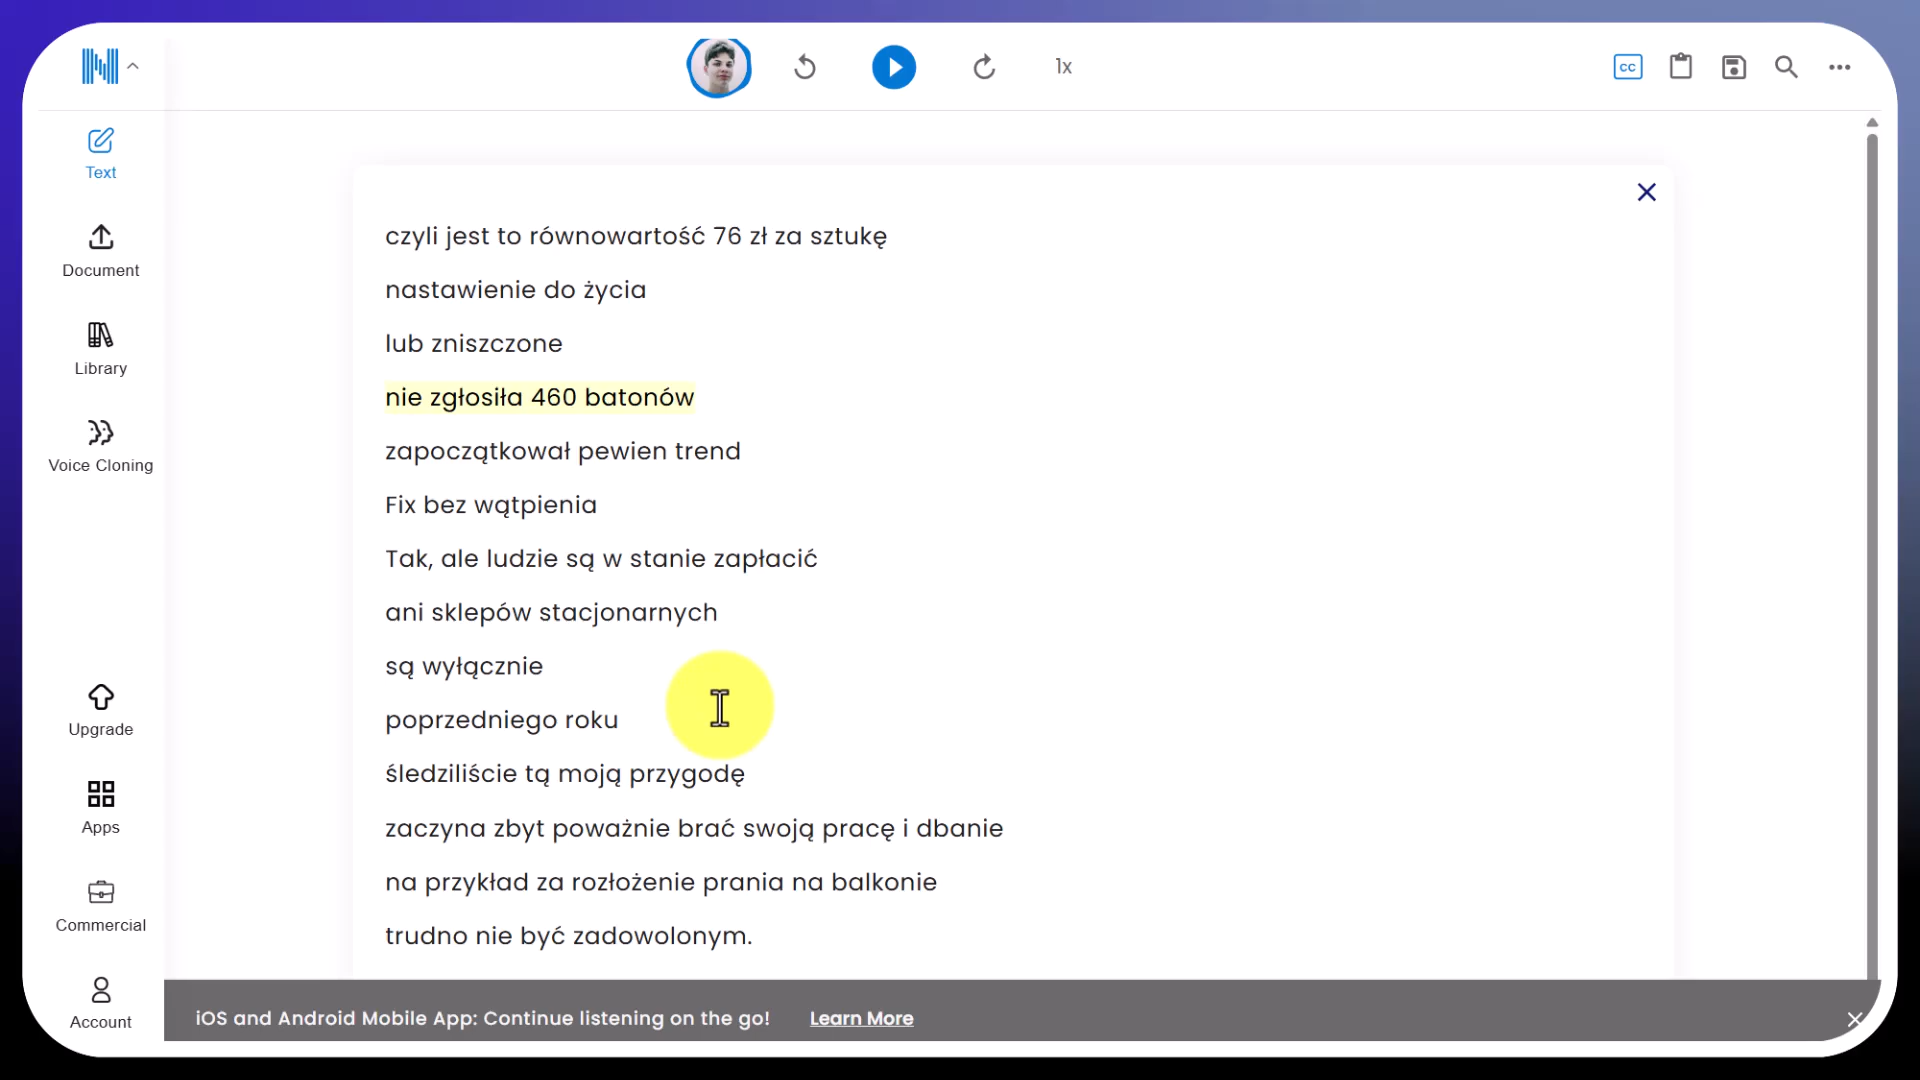 1x
CC
Text
Document
Library
Voice Cloning
Upgrade
Apps
Commercial
Account
czyli jest to równowartość 76 zł za sztukę
nastawienie do życia
lub zniszczone
nie zgłosiła 460 batonów
zapoczątkował pewien trend
Fix bez wątpienia
Tak, ale ludzie są w stanie zapłacić
ani sklepów stacjonarnych
są wyłącznie
poprzedniego roku
śledziliście tą moją przygodę
zaczyna zbyt poważnie brać swoją pracę i dbanie
na przykład za rozłożenie prania na balkonie
trudno nie być zadowolonym.
iOS and Android Mobile App: Continue listening on the go! Learn More